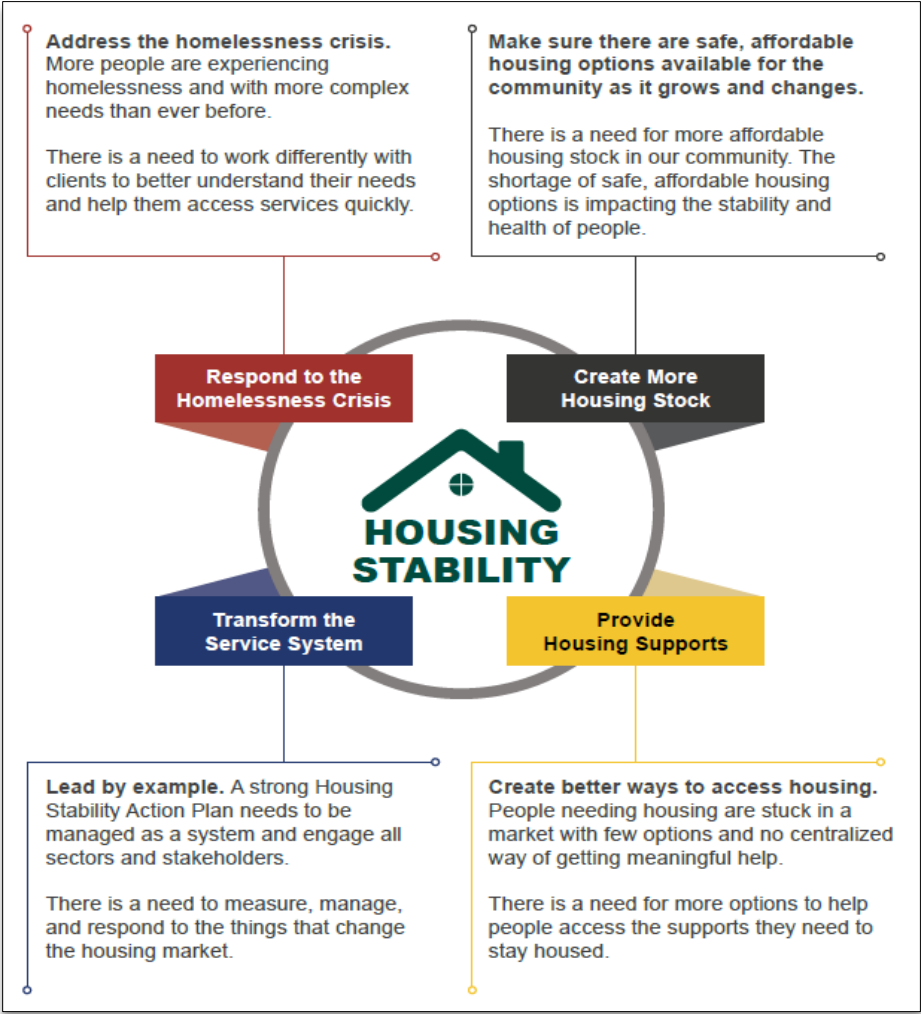 Address the homelessness crisis.
More people are experiencing
homelessness and with more complex
needs than ever before.
There is a need to work differently with
clients to better understand their needs
and help them access services quickly.
Make sure there are safe, affordable
housing options available for the
community as it grows and changes.
There is a need for more affordable
housing stock in our community. The
shortage of safe, affordable housing
options is impacting the stability and
health of people.
Respond to the
Homelessness Crisis
Create More
Housing Stock
HOUSING
STABILITY
Transform the
Service System
Provide
Housing Supports
Lead by example. A strong Housing
Stability Action Plan needs to be
managed as a system and engage all
sectors and stakeholders.
There is a need to measure, manage,
and respond to the things that change
the housing market.
Create better ways to access housing.
People needing housing are stuck in a
market with few options and no centralized
way of getting meaningful help.
There is a need for more options to help
people access the supports they need to
stay housed.